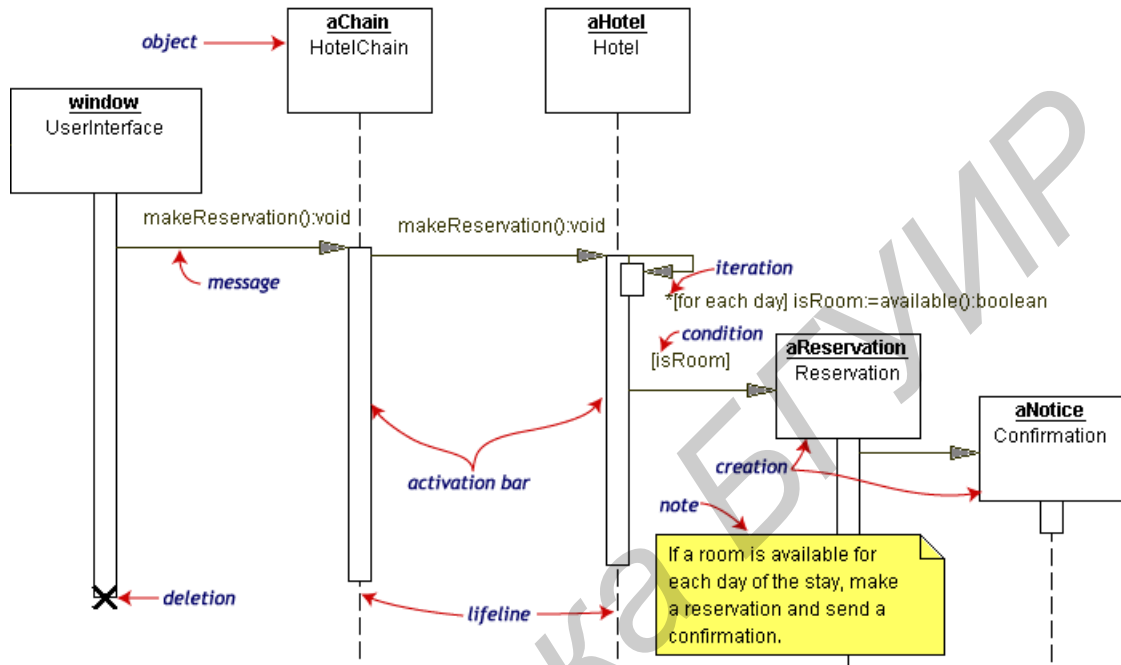 aChain
HotelChain
aHotel
Hotel
object
window
UserInterface
makeReservation():void
makeReservation():void
message
iteration
*[for each day] isRoom:=available():boolean
condition
[isRoom]
aReservation
Reservation
aNotice
Confirmation
activation bar
creation
note
If a room is available for
each day of the stay, make
a reservation and send a
confirmation.
deletion
lifeline
ка БГУИР